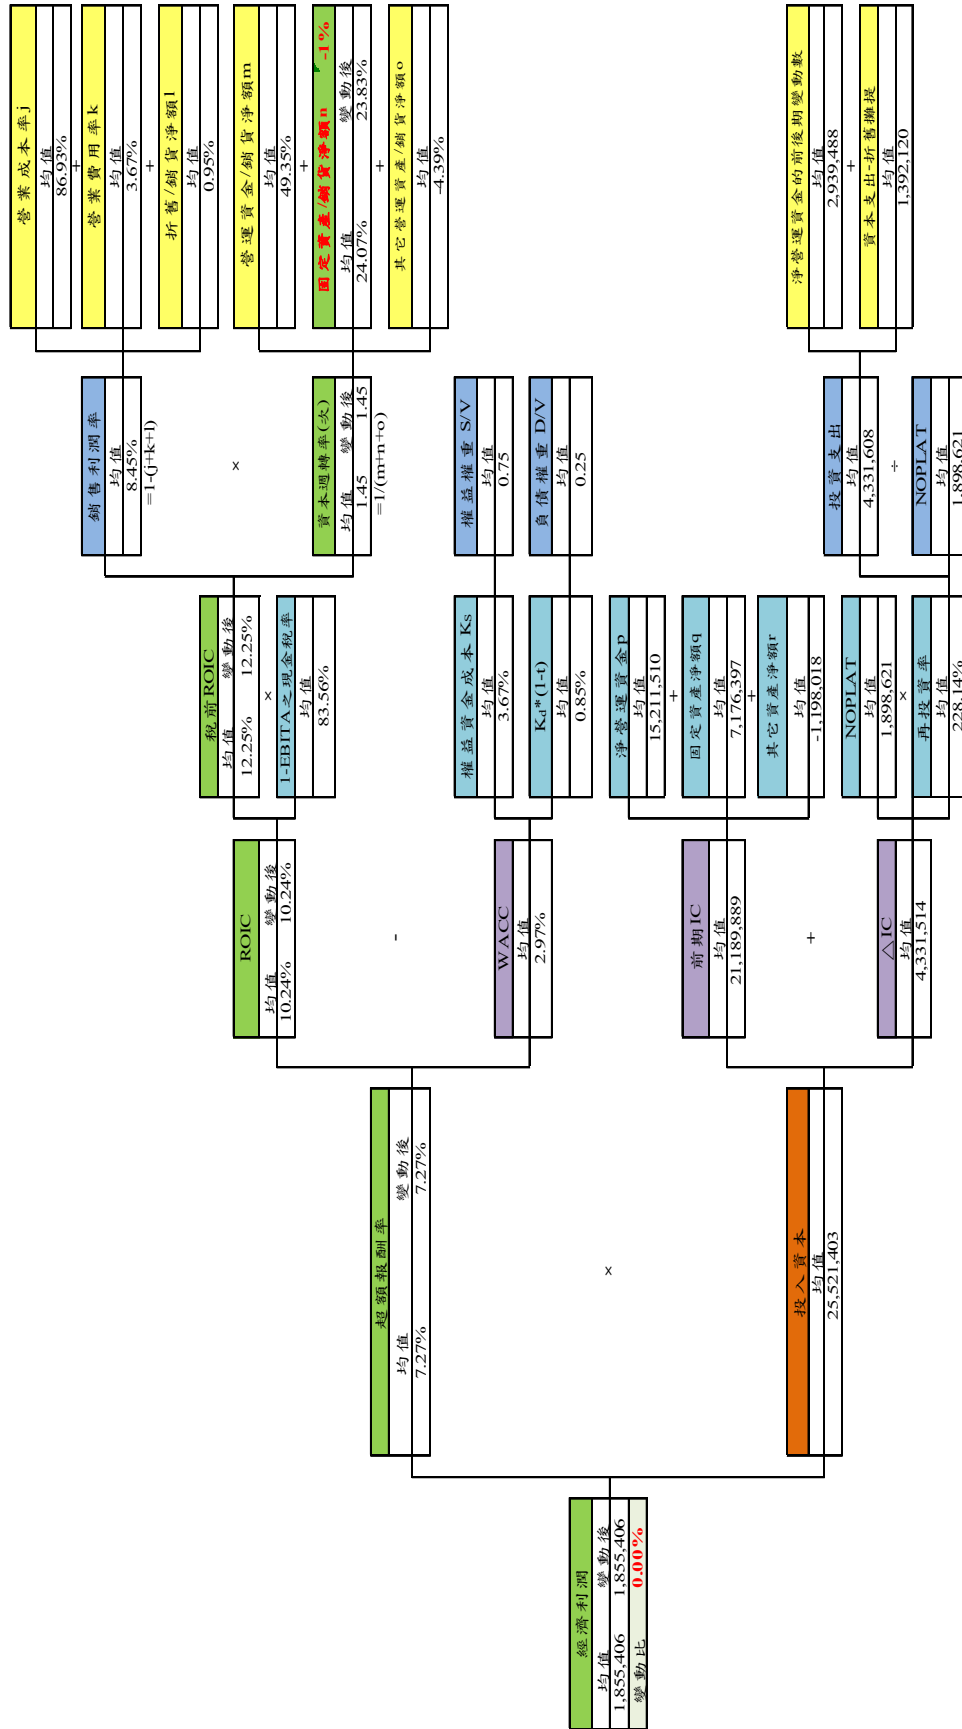 營業成本率j
均值
86.93%
+
營業費用率k
均值
3.67%
+
折舊/銷貨淨額l
均值
0.95%
營運資金/銷貨淨額m
均值
49.35%
+
固定資產/銷貨淨額n -1%
均值 變動後
24.07% 23.83%
+
其它營運資產/銷貨淨額o
均值
-4.39%
淨營運資金的前後期變動數
均值
2,939,488
+
資本支出-折舊攤提
均值
1,392,120
銷售利潤率
均值
8.45%
=1-(j+k+l)
x
資本週轉率(次)
均值 變動後
1.45 1.45
=1/(m+n+o)
權益權重 S/V
均值
0.75
負債權重 D/V
均值
0.25
投資支出
均值
4,331,608
÷
NOPLAT
均值
1,898,621
稅前ROIC
均值 變動後
12.25% 12.25%
x
1-EBITA之現金稅率
均值
83.56%
權益資金成本 Ks
均值
3.67%
Kd*(1-t)
均值
0.85%
淨營運資金p
均值
15,211,510
+
固定資產淨額q
均值
7,176,397
+
其它資產淨額r
均值
-1,198,018
NOPLAT
均值
1,898,621
x
再投資率
均值
228.14%
ROIC
均值 變動後
10.24% 10.24%
-
WACC
均值
2.97%
前期IC
均值
21,189,889
+
△IC
均值
4,331,514
超額報酬率
均值 變動後
7.27% 7.27%
x
投入資本
均值
25,521,403
經濟利潤
均值 變動後
1,855,406 1,855,406
變動比 0.00%